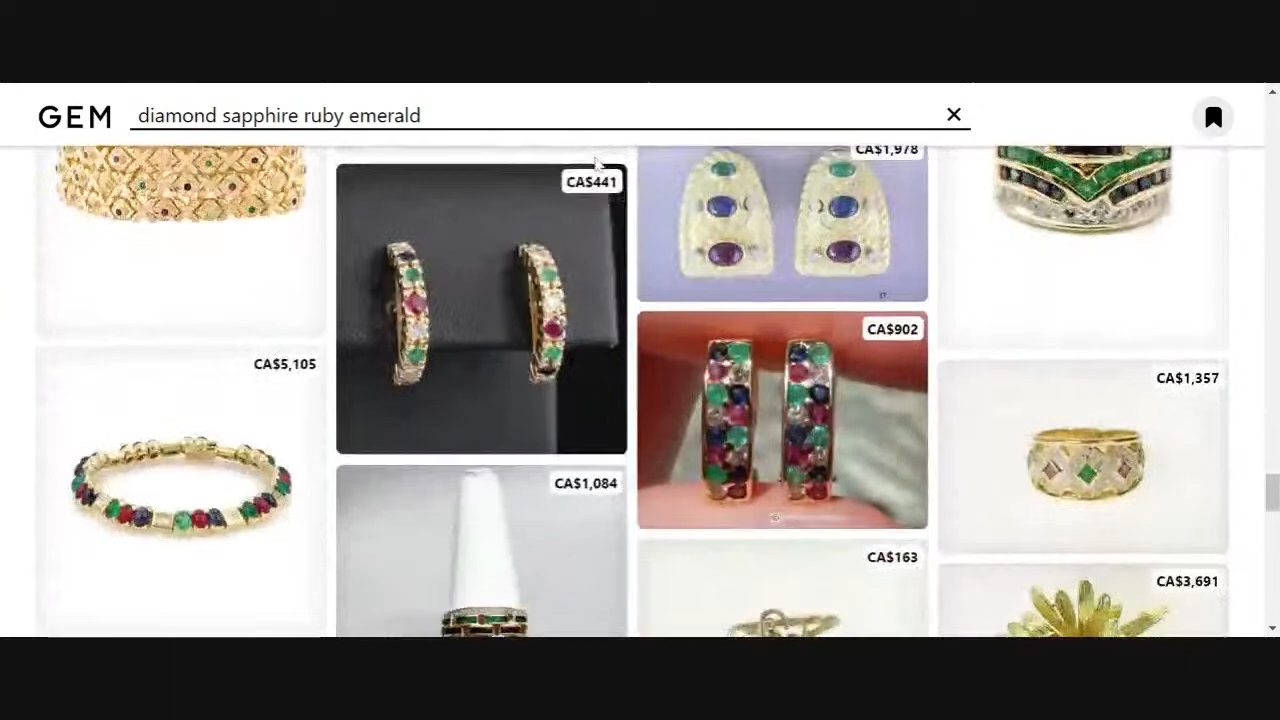 GEM
diamond sapphire ruby emerald
CA$441
CA$1,978
CA$902
CA$5,105
CA$1,357
CA$1,084
CA$163
CA$3,691